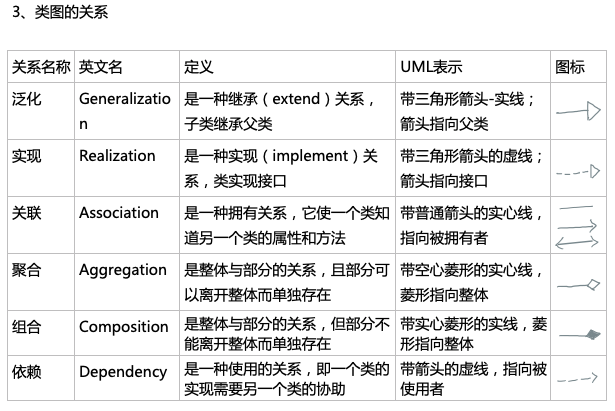 3、类图的关系
关系名称 英文名 定义 UML表示 图标
泛化 Generalizatio 是一种继承（extend）关系， 带三角形箭头-实线；
n 子类继承父类 箭头指向父类
实现 Realization 是一种实现（implement）关 带三角形箭头的虚线；
系，类实现接口 箭头指向接口
关联 Association 是一种拥有关系，它使一个类知 带普通箭头的实心线，
道另一个类的属性和方法 指向被拥有者
聚合 Aggregation 是整体与部分的关系，且部分可 带空心菱形的实心线，
以离开整体而单独存在 菱形指向整体
组合 Composition 是整体与部分的关系，但部分不 带实心菱形的实线，菱
能离开整体而单独存在 形指向整体
依赖 Dependency 是一种使用的关系，即一个类的 带箭头的虚线，指向被
实现需要另一个类的协助 使用者